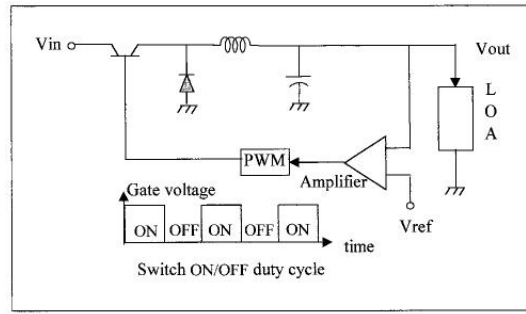 Vin
Vout
L
O
A
PWM
Amplifier
Vref
Gate voltage
ON OFF ON OFF ON
time
Switch ON/OFF duty cycle